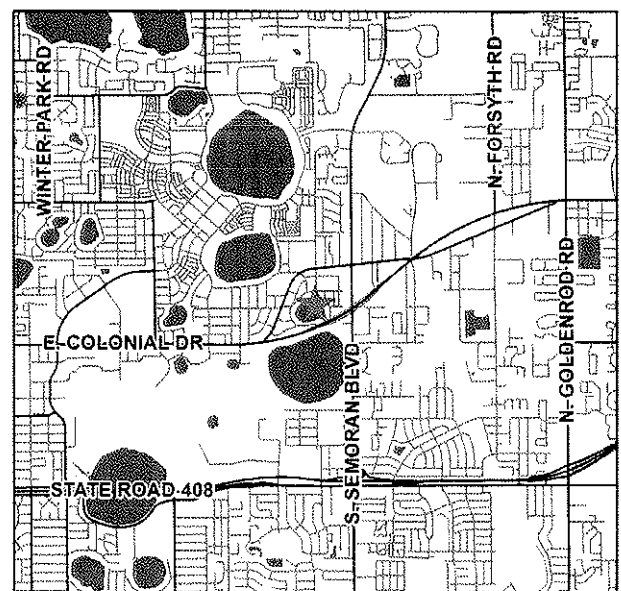 WINTER PARK RD
N. FORSYTH RD
N. GOLDENROD RD
E. COLONIAL DR
S. SEMORAN BLVD
STATE ROAD 408